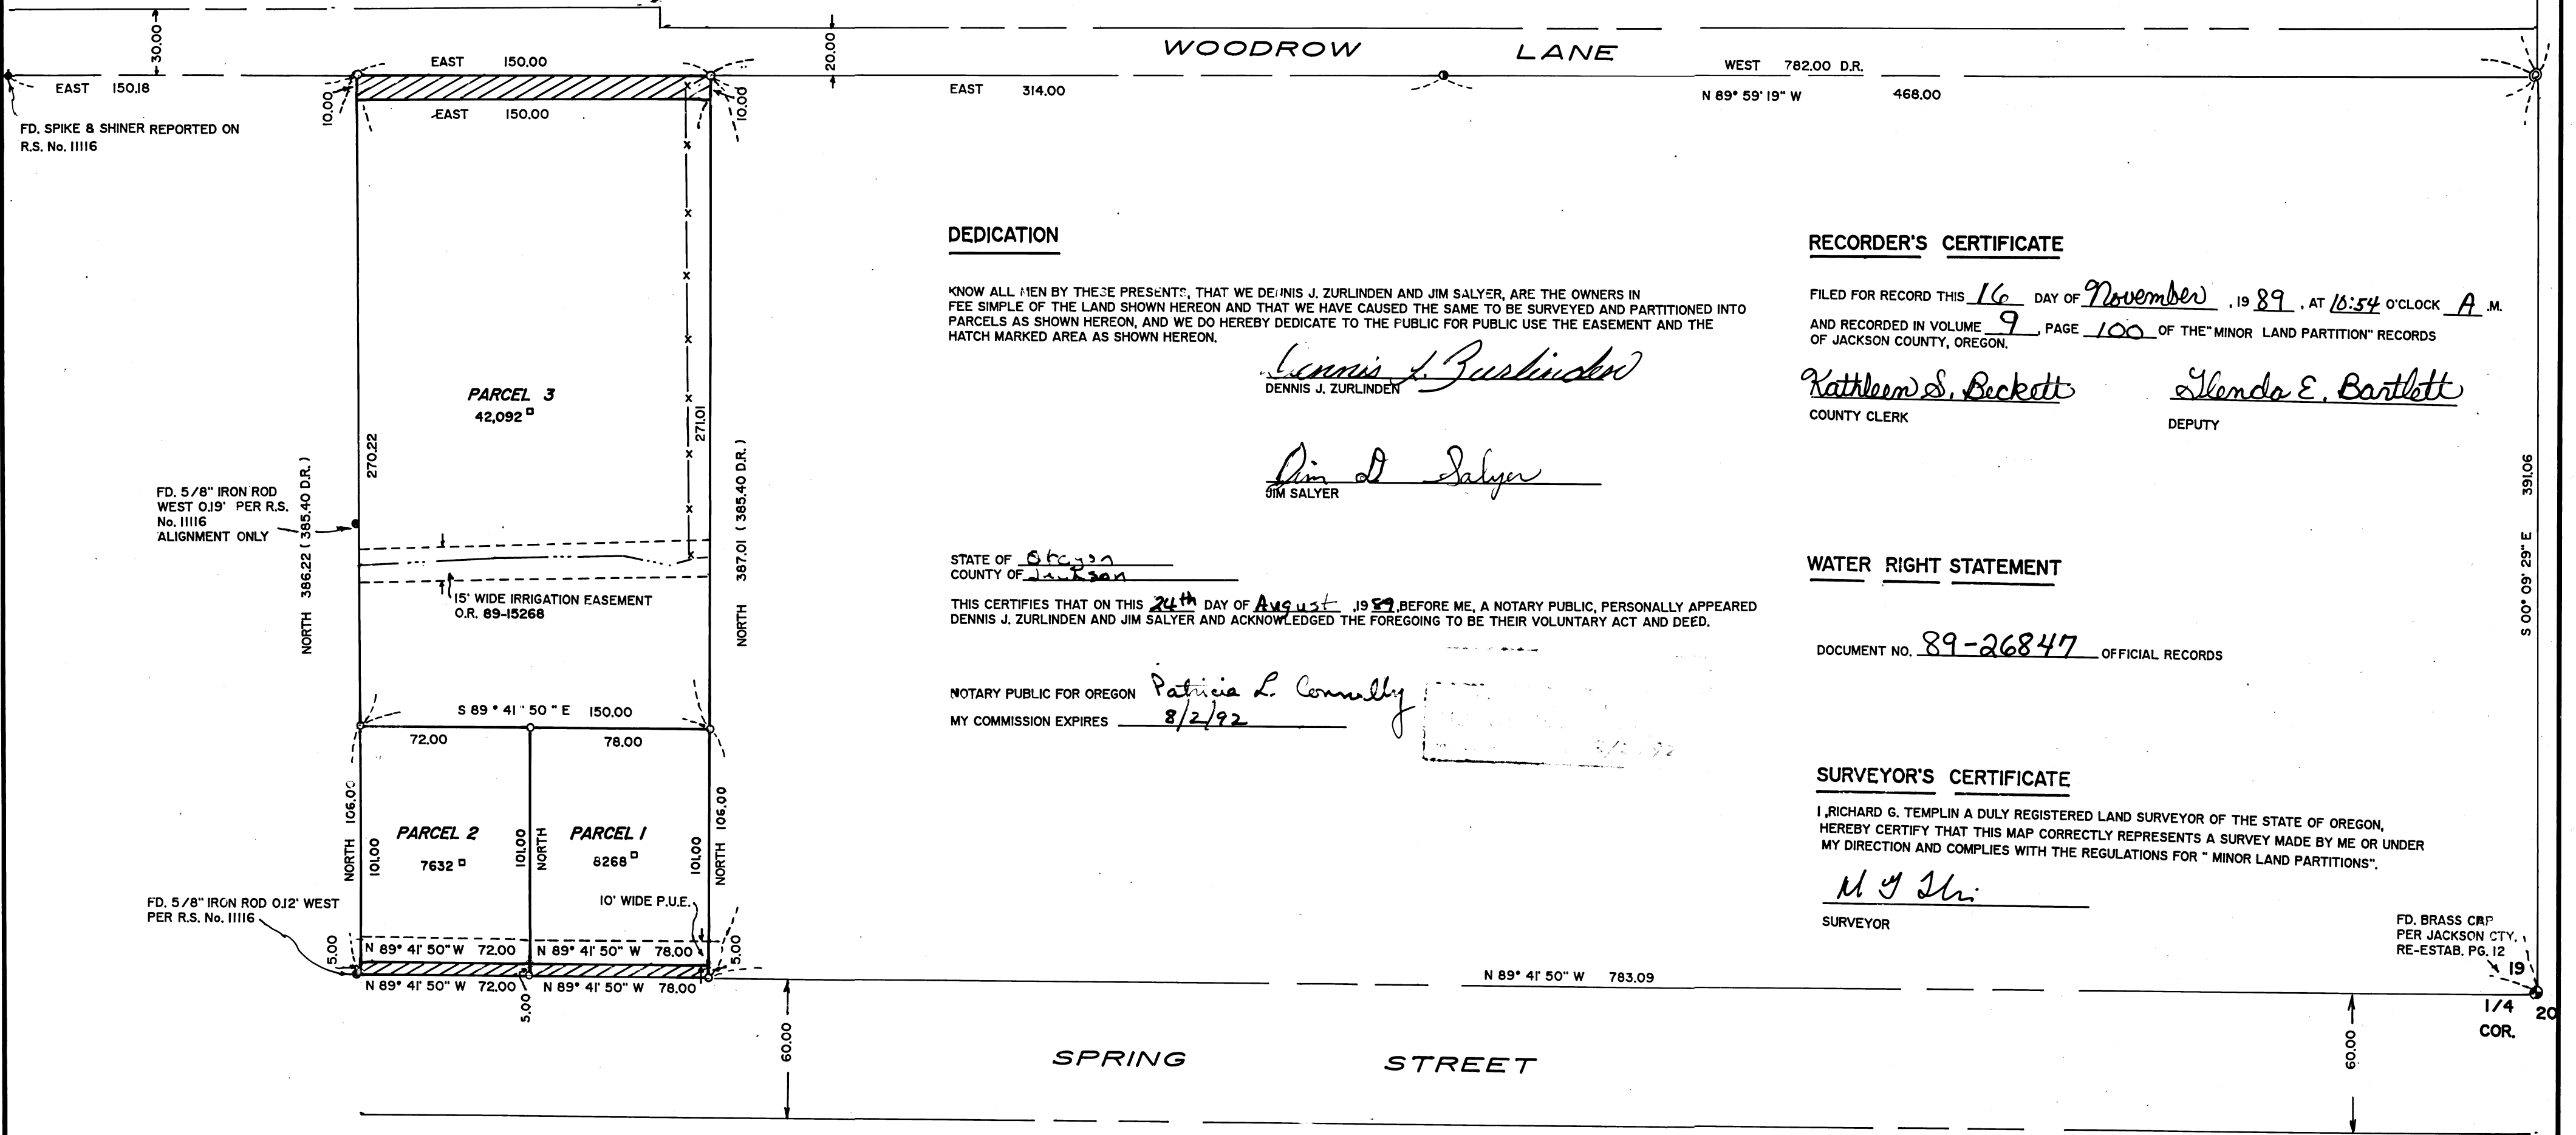 30.00
20.00
WOODROW LANE
EAST 150.00
WEST 782.00 D.R.
EAST 150.18
EAST 314.00
N 89° 59' 19" W 468.00
10.00
EAST 150.00
10.00
FD. SPIKE & SHINER REPORTED ON
R.S. No. 11116
DEDICATION
KNOW ALL MEN BY THESE PRESENTS, THAT WE DENNIS J. ZURLINDEN AND JIM SALYER, ARE THE OWNERS IN
FEE SIMPLE OF THE LAND SHOWN HEREON AND THAT WE HAVE CAUSED THE SAME TO BE SURVEYED AND PARTITIONED INTO
PARCELS AS SHOWN HEREON, AND WE DO HEREBY DEDICATE TO THE PUBLIC FOR PUBLIC USE THE EASEMENT AND THE
HATCH MARKED AREA AS SHOWN HEREON.
Dennis J. Zurlinden
DENNIS J. ZURLINDEN
Jim D Salyer
JIM SALYER
STATE OF Oregon
COUNTY OF Jackson
THIS CERTIFIES THAT ON THIS 24th DAY OF August, 1989, BEFORE ME, A NOTARY PUBLIC, PERSONALLY APPEARED
DENNIS J. ZURLINDEN AND JIM SALYER AND ACKNOWLEDGED THE FOREGOING TO BE THEIR VOLUNTARY ACT AND DEED.
NOTARY PUBLIC FOR OREGON Patricia L. Connelly
MY COMMISSION EXPIRES 8/2/92
RECORDER'S CERTIFICATE
FILED FOR RECORD THIS 16 DAY OF November, 1989, AT 10:54 O'CLOCK A.M.
AND RECORDED IN VOLUME 9, PAGE 100 OF THE "MINOR LAND PARTITION" RECORDS
OF JACKSON COUNTY, OREGON.
Kathleen S. Beckett
COUNTY CLERK
Glenda E. Bartlett
DEPUTY
WATER RIGHT STATEMENT
DOCUMENT NO. 89-26847 OFFICIAL RECORDS
SURVEYOR'S CERTIFICATE
I, RICHARD G. TEMPLIN A DULY REGISTERED LAND SURVEYOR OF THE STATE OF OREGON,
HEREBY CERTIFY THAT THIS MAP CORRECTLY REPRESENTS A SURVEY MADE BY ME OR UNDER
MY DIRECTION AND COMPLIES WITH THE REGULATIONS FOR "MINOR LAND PARTITIONS".
SURVEYOR
PARCEL 3
42,092
270.22
271.01
NORTH 386.22 (385.40 D.R.)
NORTH 387.01 (385.40 D.R.)
FD. 5/8" IRON ROD
WEST 0.19' PER R.S.
No. 11116
ALIGNMENT ONLY
15' WIDE IRRIGATION EASEMENT
O.R. 89-15268
S 89° 41' 50" E 150.00
72.00
78.00
NORTH 106.00
101.00
PARCEL 2
7632
101.00
NORTH
PARCEL 1
8268
101.00
NORTH 106.00
10' WIDE P.U.E.
FD. 5/8" IRON ROD 0.12' WEST
PER R.S. No. 11116
5.00
N 89° 41' 50" W 72.00
N 89° 41' 50" W 78.00
5.00
N 89° 41' 50" W 72.00
N 89° 41' 50" W 78.00
5.00
N 89° 41' 50" W 783.09
S 00° 09' 29" E 391.06
FD. BRASS CAP
PER JACKSON CTY.
RE-ESTAB. PG. 12
19
1/4
COR.
20
60.00
SPRING STREET
60.00